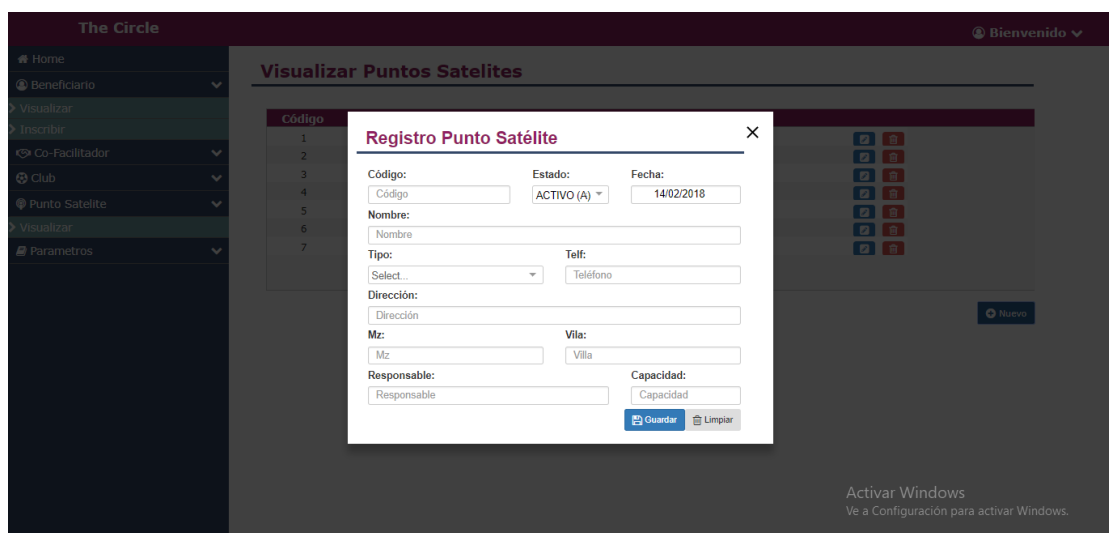 The Circle
Bienvenido
Home
Beneficiario
Visualizar
Inscribir
Co-Facilitador
Club
Punto Satelite
Visualizar
Parametros
Visualizar Puntos Satelites
Código
1
2
3
4
5
6
7
Nuevo
Registro Punto Satélite
Código: Estado: Fecha:
Código ACTIVO (A) 14/02/2018
Nombre:
Nombre
Tipo: Telf:
Select... Teléfono
Dirección:
Dirección
Mz: Vila:
Mz Villa
Responsable: Capacidad:
Responsable Capacidad
Guardar Limpiar
Activar Windows
Ve a Configuración para activar Windows.